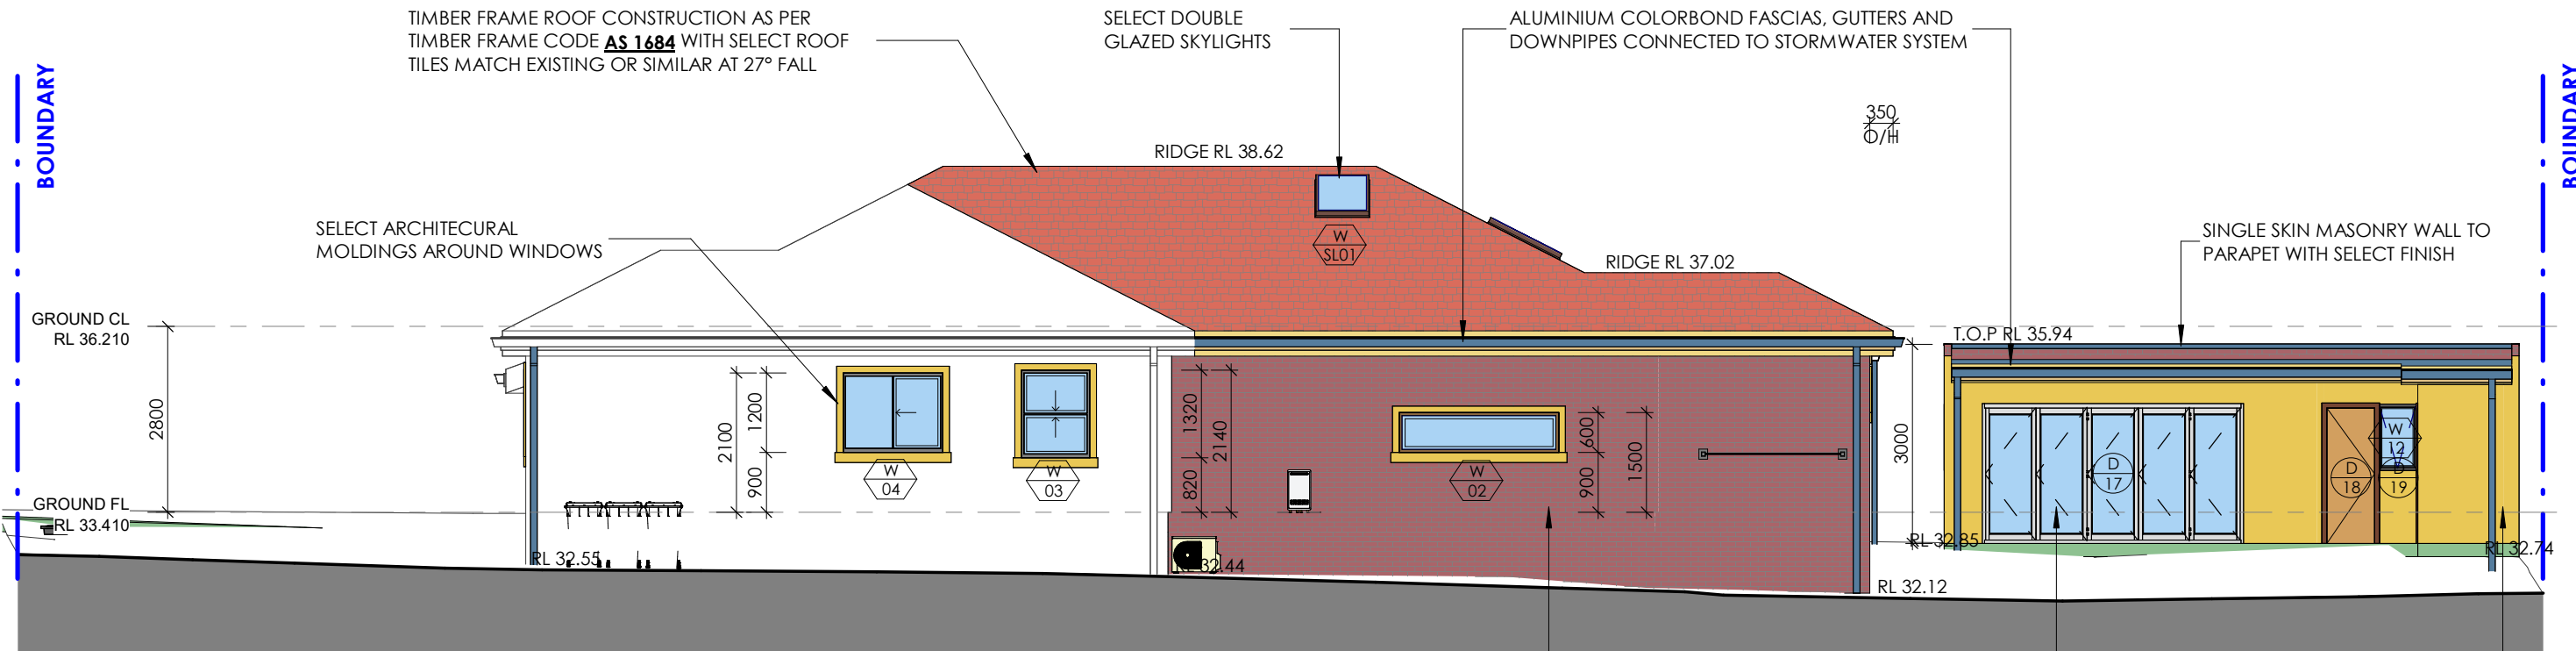 TIMBER FRAME ROOF CONSTRUCTION AS PER
TIMBER FRAME CODE AS 1684 WITH SELECT ROOF
TILES MATCH EXISTING OR SIMILAR AT 27° FALL
SELECT DOUBLE
GLAZED SKYLIGHTS
ALUMINIUM COLORBOND FASCIAS, GUTTERS AND
DOWNPIPES CONNECTED TO STORMWATER SYSTEM
BOUNDARY
BOUNDARY
350
O/H
RIDGE RL 38.62
SELECT ARCHITECURAL
MOLDINGS AROUND WINDOWS
W
SL01
RIDGE RL 37.02
SINGLE SKIN MASONRY WALL TO
PARAPET WITH SELECT FINISH
GROUND CL
RL 36.210
T.O.P RL 35.94
2800
2100
1200
900
W
04
W
03
1320
2140
820
W
02
600
900
1500
3000
D
17
D
18
W
12
D
19
GROUND FL
RL 33.410
RL 32.55
RL 32.44
RL 32.12
RL 32.85
RL 32.74